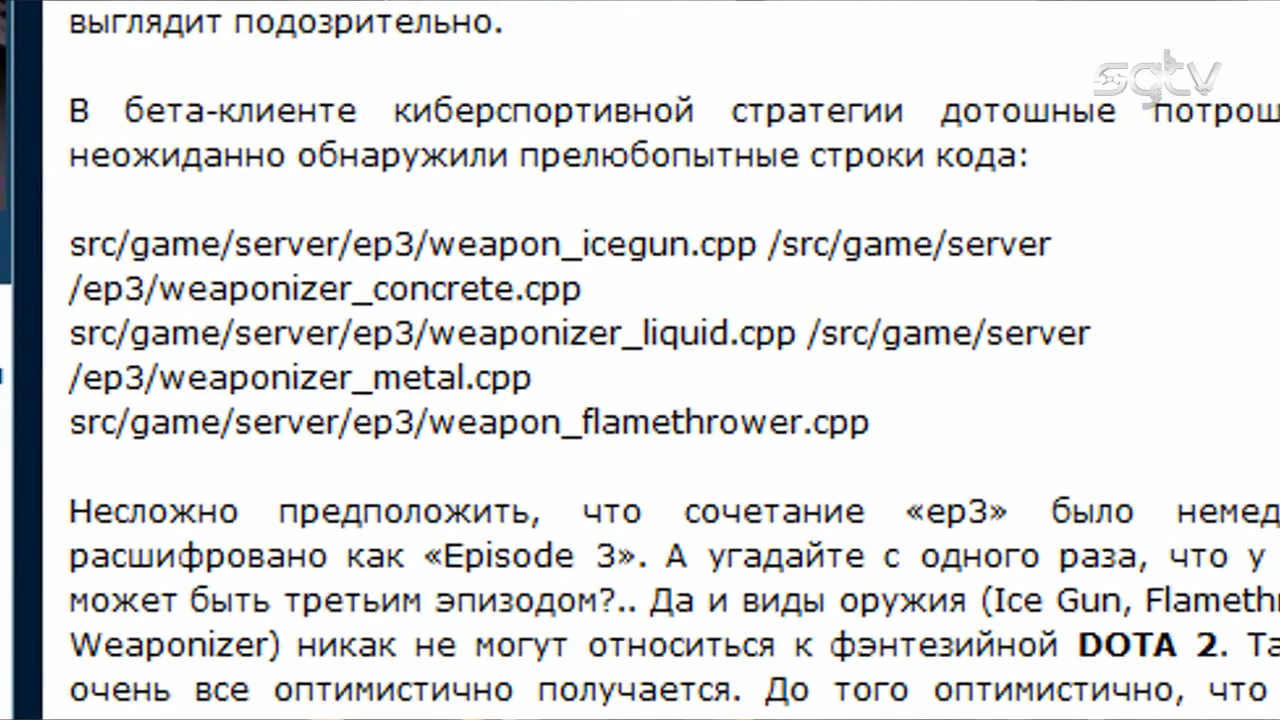 выглядит подозрительно.
sgtv
В бета-клиенте киберспортивной стратегии дотошные
неожиданно обнаружили прелюбопытные строки кода:
src/game/server/ep3/weapon_icegun.cpp /src/game/server
/ep3/weaponizer_concrete.cpp
src/game/server/ep3/weaponizer_liquid.cpp /src/game/server
/ep3/weaponizer_metal.cpp
src/game/server/ep3/weapon_flamethrower.cpp
Несложно предположить, что сочетание «ep3» было
расшифровано как «Episode 3». А угадайте с одного раза, что у
может быть третьим эпизодом?.. Да и виды оружия (Ice Gun,
Weaponizer) никак не могут относиться к фэнтезийной DOTA 2.
очень все оптимистично получается. До того оптимистично, что